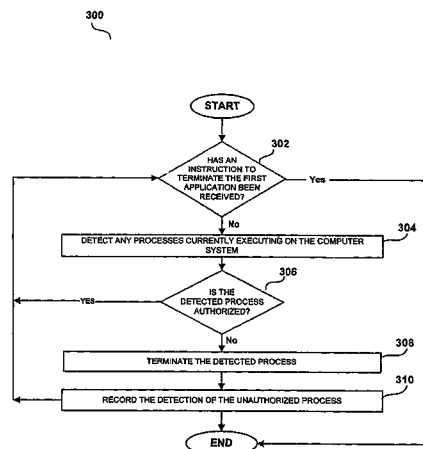 300
START
302
HAS AN
INSTRUCTION TO
TERMINATE THE FIRST
APPLICATION BEEN
RECEIVED?
Yes
No
304
DETECT ANY PROCESSES CURRENTLY EXECUTING ON THE COMPUTER
SYSTEM
306
IS THE
DETECTED PROCESS
AUTHORIZED?
YES
No
308
TERMINATE THE DETECTED PROCESS
310
RECORD THE DETECTION OF THE UNAUTHORIZED PROCESS
END